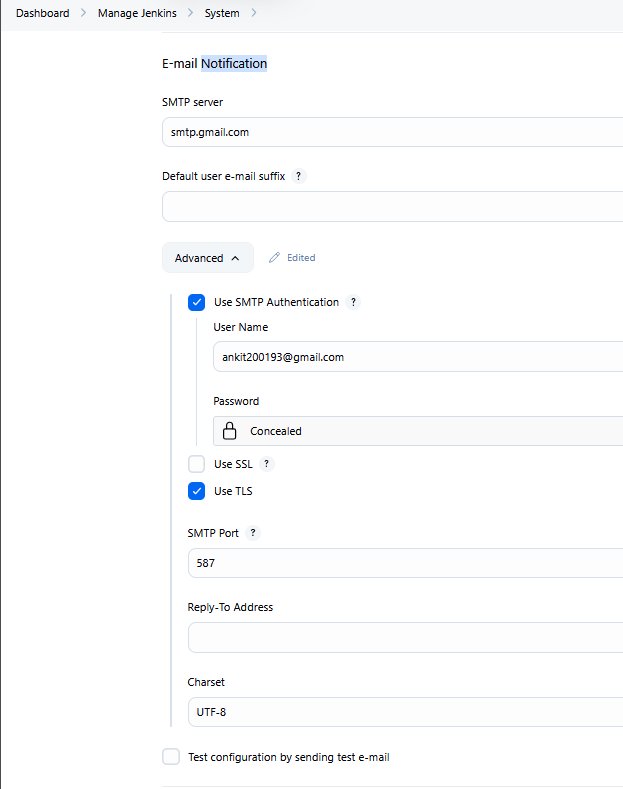 Dashboard > Manage Jenkins > System >
E-mail Notification
SMTP server
smtp.gmail.com
Default user e-mail suffix ?
Advanced Edited
Use SMTP Authentication ?
User Name
ankit200193@gmail.com
Password
Concealed
Use SSL ?
Use TLS
SMTP Port ?
587
Reply-To Address
Charset
UTF-8
Test configuration by sending test e-mail